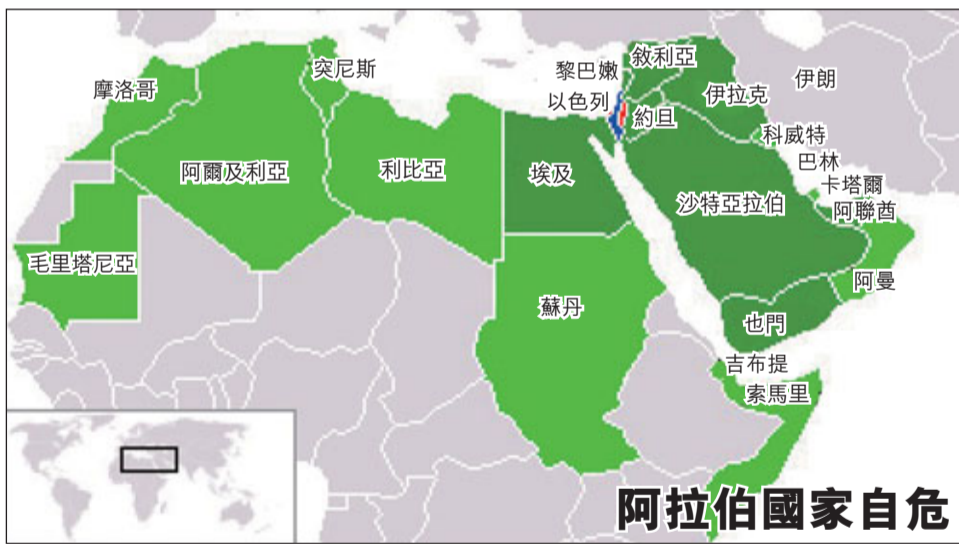 突尼斯
黎巴嫩
敘利亞
伊朗
摩洛哥
以色列
約旦
伊拉克
科威特
巴林
阿爾及利亞
利比亞
埃及
卡塔爾
沙特亞拉伯
阿聯酋
毛里塔尼亞
阿曼
蘇丹
也門
吉布提
索馬里
阿拉伯國家自危